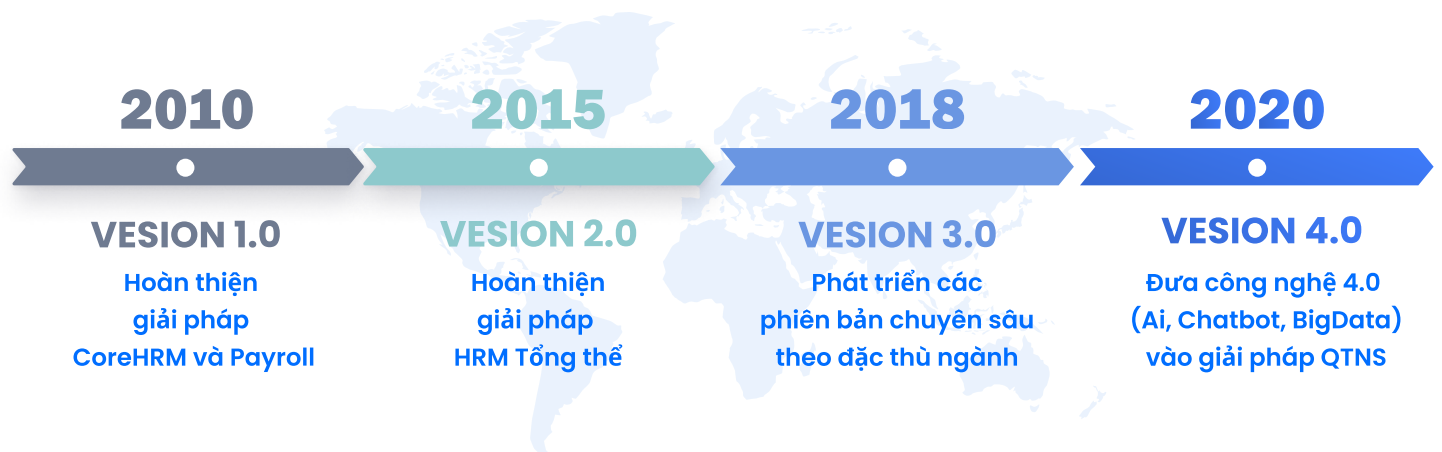 2010
VESION 1.0
Hoàn thiện
giải pháp
CoreHRM và Payroll
2015
VESION 2.0
Hoàn thiện
giải pháp
HRM Tổng thể
2018
VESION 3.0
Phát triển các
phiên bản chuyên sâu
theo đặc thù ngành
2020
VESION 4.0
Đưa công nghệ 4.0
(Ai, Chatbot, BigData)
vào giải pháp QTNS